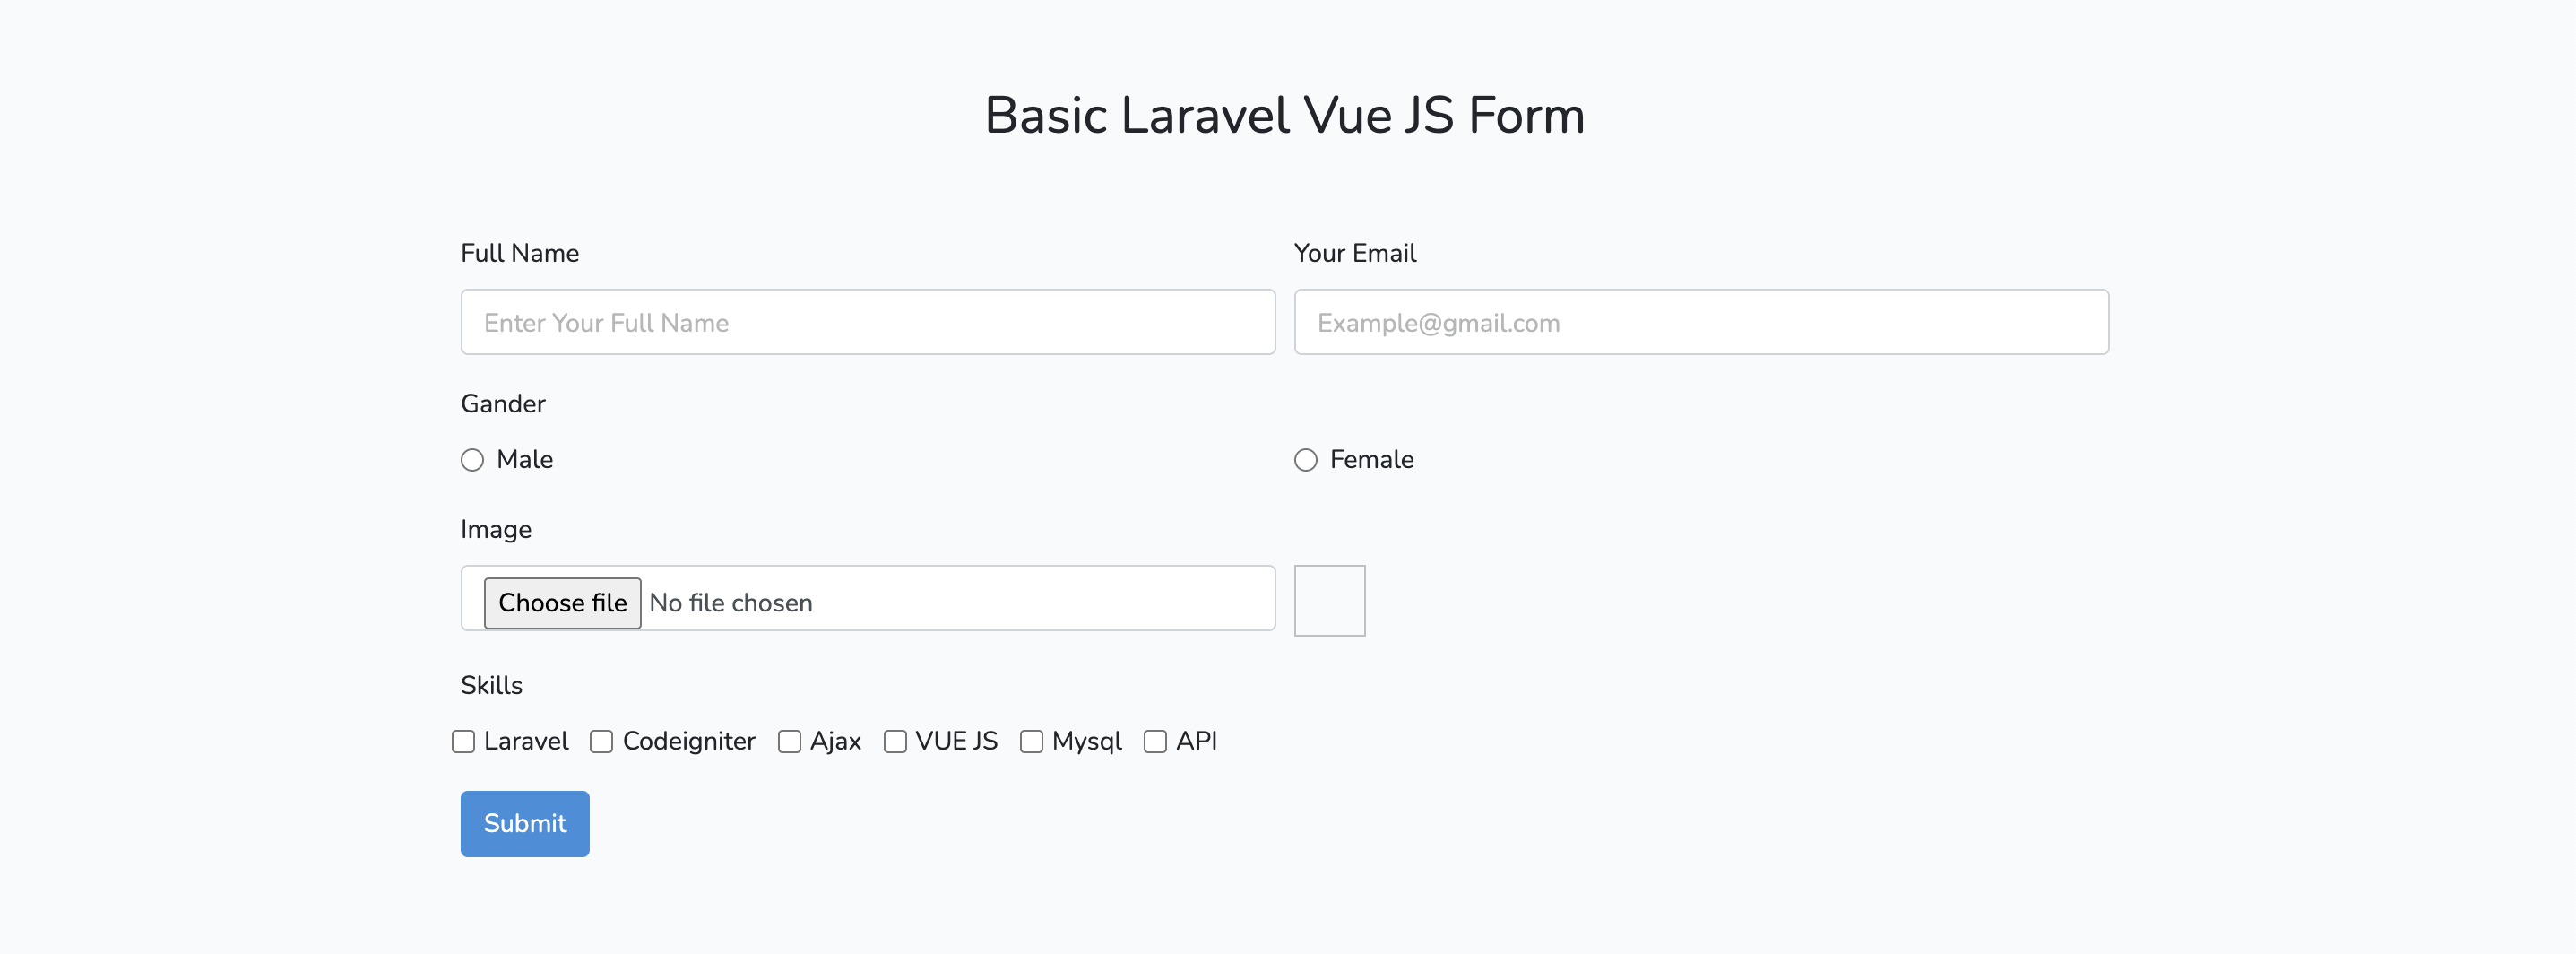 Basic Laravel Vue JS Form
Full Name Your Email
Enter Your Full Name Example@gmail.com
Gander
Male Female
Image
Choose file No file chosen
Skills
Laravel Codeigniter Ajax VUE JS Mysql API
Submit